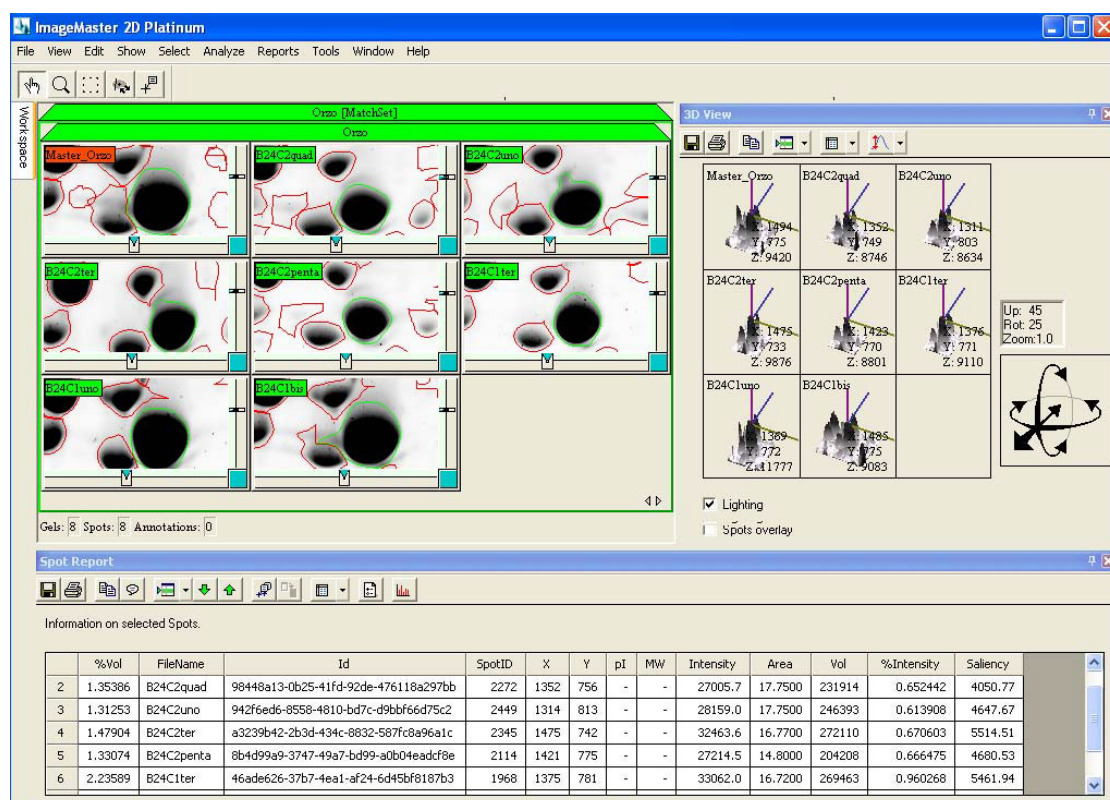 ImageMaster 2D Platinum
File View Edit Show Select Analyze Reports Tools Window Help
Workspace
Orzo [MatchSet]
Orzo
Master_Orzo B24C2quad B24C2uno
B24C2ter B24C2penta B24C1ter
B24C1uno B24C1bis
Gels: 8 Spots: 8 Annotations: 0
3D View
Master_Orzo B24C2quad B24C2uno
X: 1494 X: 1352 X: 1311
Y: 775 Y: 749 Y: 803
Z: 9420 Z: 8746 Z: 8634
B24C2ter B24C2penta B24C1ter
X: 1475 X: 1423 X: 1376
Y: 733 Y: 770 Y: 771
Z: 9876 Z: 8801 Z: 9110
B24C1uno B24C1bis
X: 1389 X: 1485
Y: 772 Y: 775
Z: 11777 Z: 9083
Up: 45
Rot: 25
Zoom:1.0
Lighting
Spots overlay
Spot Report
Information on selected Spots.
%Vol FileName Id SpotID X Y pI MW Intensity Area Vol %Intensity Saliency
2 1.35386 B24C2quad 98448a13-0b25-41fd-92de-476118a297bb 2272 1352 756 - - 27005.7 17.7500 231914 0.652442 4050.77
3 1.31253 B24C2uno 942f6ed6-8558-4810-bd7c-d9bbf66d75c2 2449 1314 813 - - 28159.0 17.7500 246393 0.613908 4647.67
4 1.47904 B24C2ter a3239b42-2b3d-434c-8832-587fc8a96a1c 2345 1475 742 - - 32463.6 16.7700 272110 0.670603 5514.51
5 1.33074 B24C2penta 8b4d99a9-3747-49a7-bd99-a0b04eadcf8e 2114 1421 775 - - 27214.5 14.8000 204208 0.666475 4680.53
6 2.23589 B24C1ter 46ade626-37b7-4ea1-af24-6d45bf8187b3 1968 1375 781 - - 33062.0 16.7200 269463 0.960268 5461.94